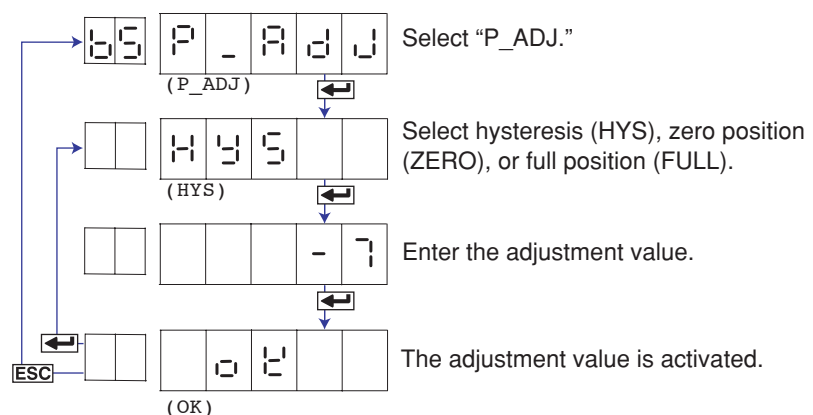 b5 P _ A d J Select “P_ADJ.”
(P_ADJ)
H Y S Select hysteresis (HYS), zero position
(ZERO), or full position (FULL).
(HYS)
- 7 Enter the adjustment value.
o K The adjustment value is activated.
ESC
(OK)